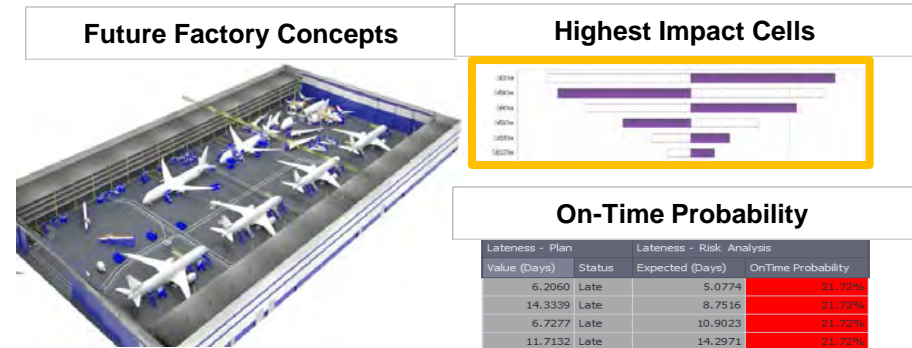 Future Factory Concepts
Highest Impact Cells
On-Time Probability
Lateness - Plan Lateness - Risk Analysis
Value (Days) Status Expected (Days) OnTime Probability
6.2060 Late 5.0774 21.72%
14.3339 Late 8.7516 21.72%
6.7277 Late 10.9023 21.72%
11.7132 Late 14.2971 21.72%